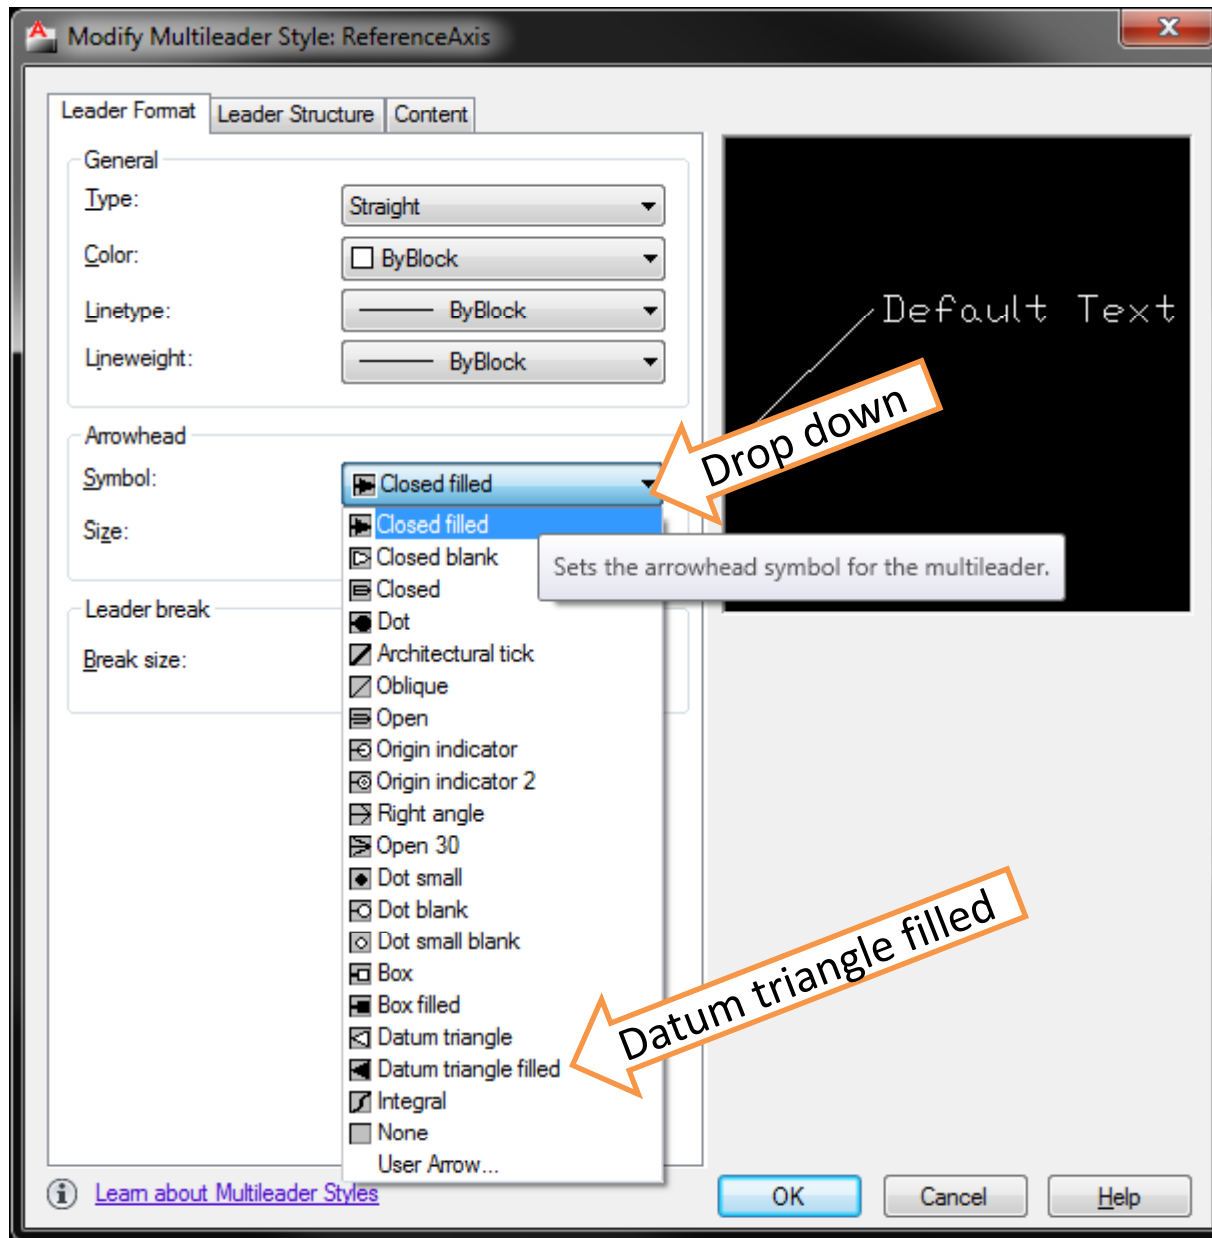 Modify Multileader Style: ReferenceAxis
X
Leader Format
Leader Structure
Content
General
Type:
Straight
Color:
ByBlock
Linetype:
ByBlock
Lineweight:
ByBlock
Default Text
Arrowhead
Drop down
Symbol:
Closed filled
Size:
Closed filled
Closed blank
Closed
Dot
Architectural tick
Oblique
Open
Origin indicator
Origin indicator 2
Right angle
Open 30
Dot small
Dot blank
Dot small blank
Box
Box filled
Datum triangle
Datum triangle filled
Integral
None
User Arrow...
Sets the arrowhead symbol for the multileader.
Leader break
Break size:
Datum triangle filled
Learn about Multileader Styles
OK
Cancel
Help